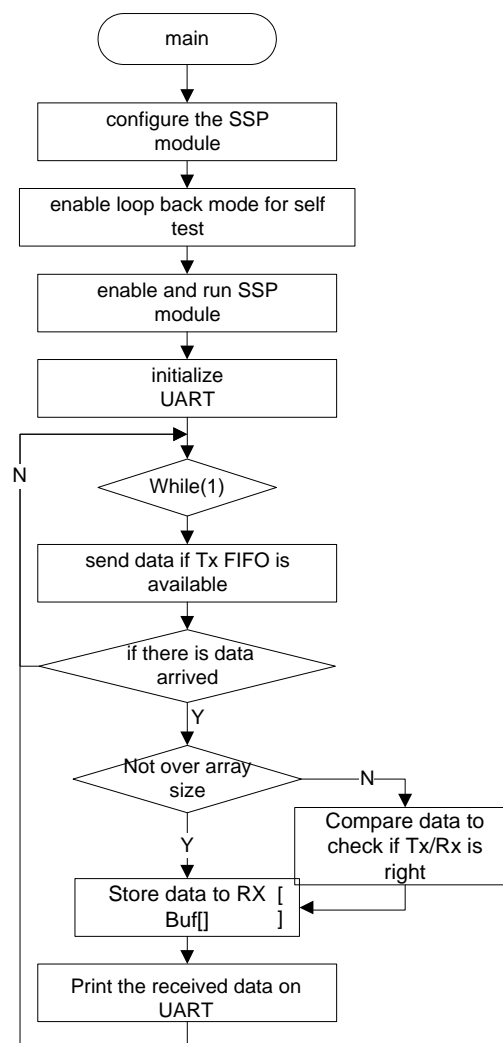 main
configure the SSP
module
enable loop back mode for self
test
enable and run SSP
module
initialize
UART
N
While(1)
send data if Tx FIFO is
available
if there is data
arrived
Y
Not over array
size
N
Y
Compare data to
check if Tx/Rx is
right
Store data to RX [
Buf[] ]
Print the received data on
UART